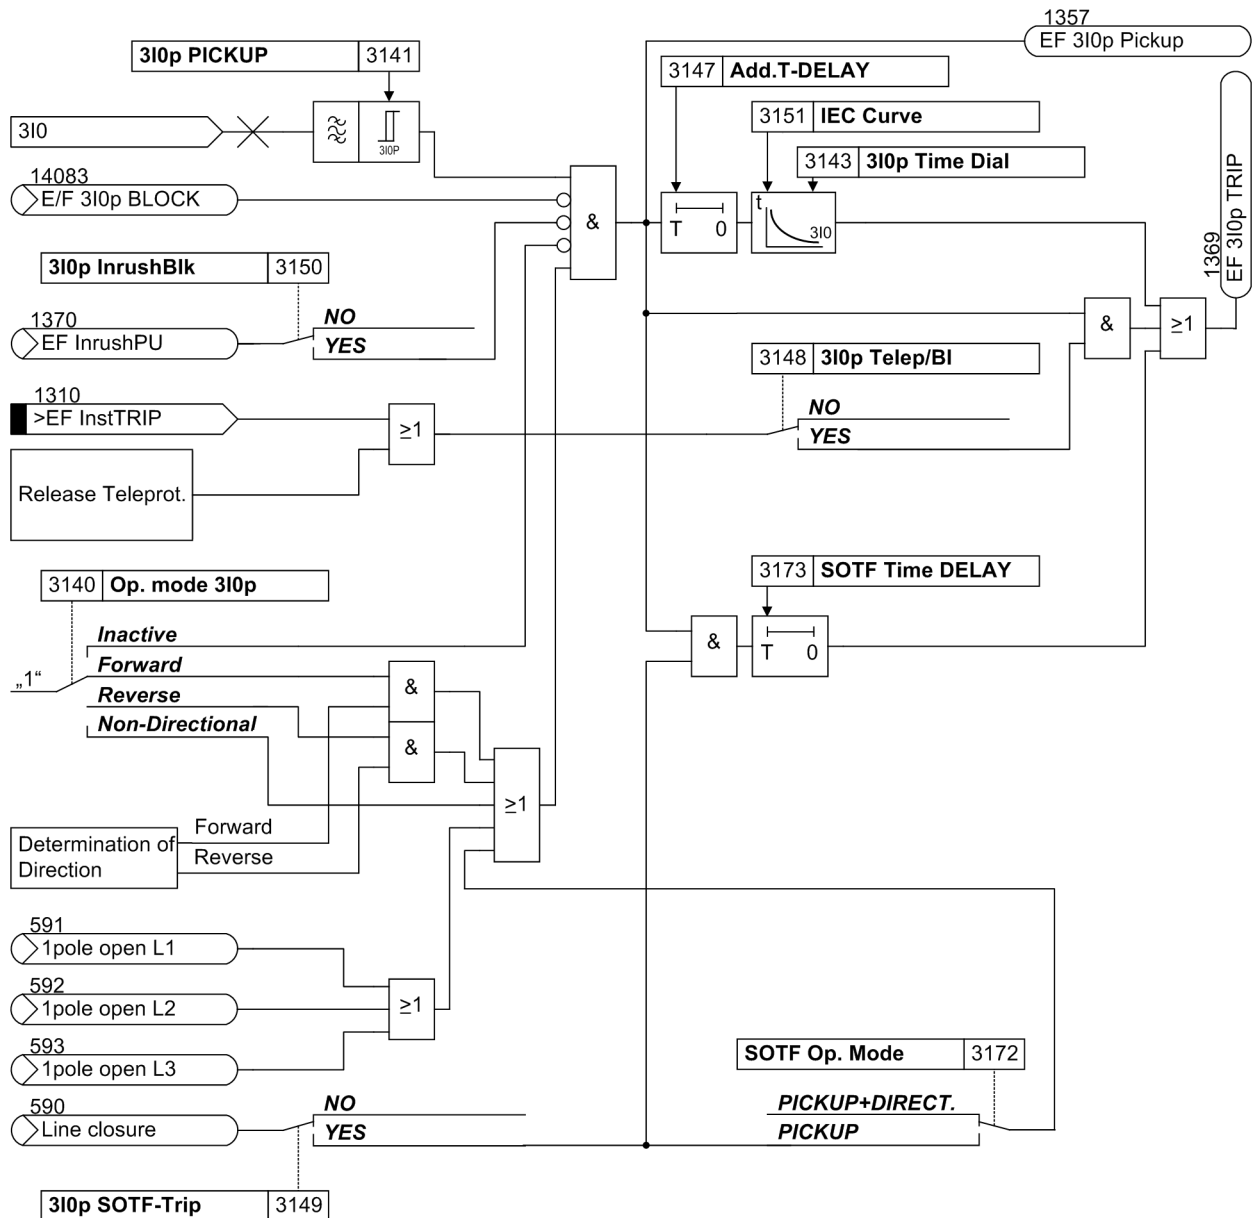 1357
EF 3I0p Pickup
3I0p PICKUP 3141
3147 Add.T-DELAY
3I0
3I0P
3151 IEC Curve
3143 3I0p Time Dial
14083
E/F 3I0p BLOCK
&
T 0
t
3I0
1369
EF 3I0p TRIP
3I0p InrushBlk 3150
1370
EF InrushPU
NO
YES
&
≥1
3148 3I0p Telep/BI
NO
YES
1310
>EF InstTRIP
≥1
Release Teleprot.
3140 Op. mode 3I0p
3173 SOTF Time DELAY
„1“
Inactive
Forward
Reverse
Non-Directional
&
T 0
&
&
≥1
Determination of
Direction
Forward
Reverse
591
1pole open L1
592
1pole open L2
593
1pole open L3
≥1
590
Line closure
NO
YES
SOTF Op. Mode 3172
PICKUP+DIRECT.
PICKUP
3I0p SOTF-Trip 3149